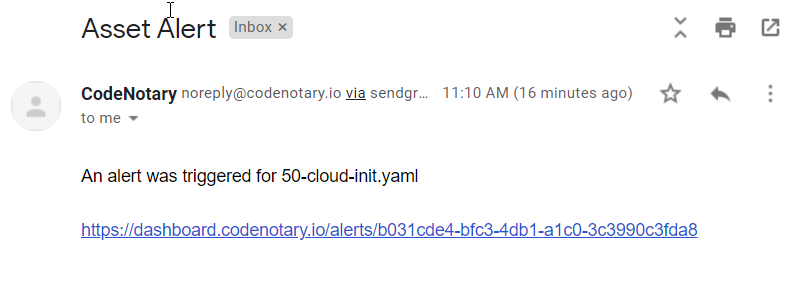 Asset Alert Inbox ×
CodeNotary noreply@codenotary.io via sendgr... 11:10 AM (16 minutes ago)
to me
An alert was triggered for 50-cloud-init.yaml
https://dashboard.codenotary.io/alerts/b031cde4-bfc3-4db1-a1c0-3c3990c3fda8